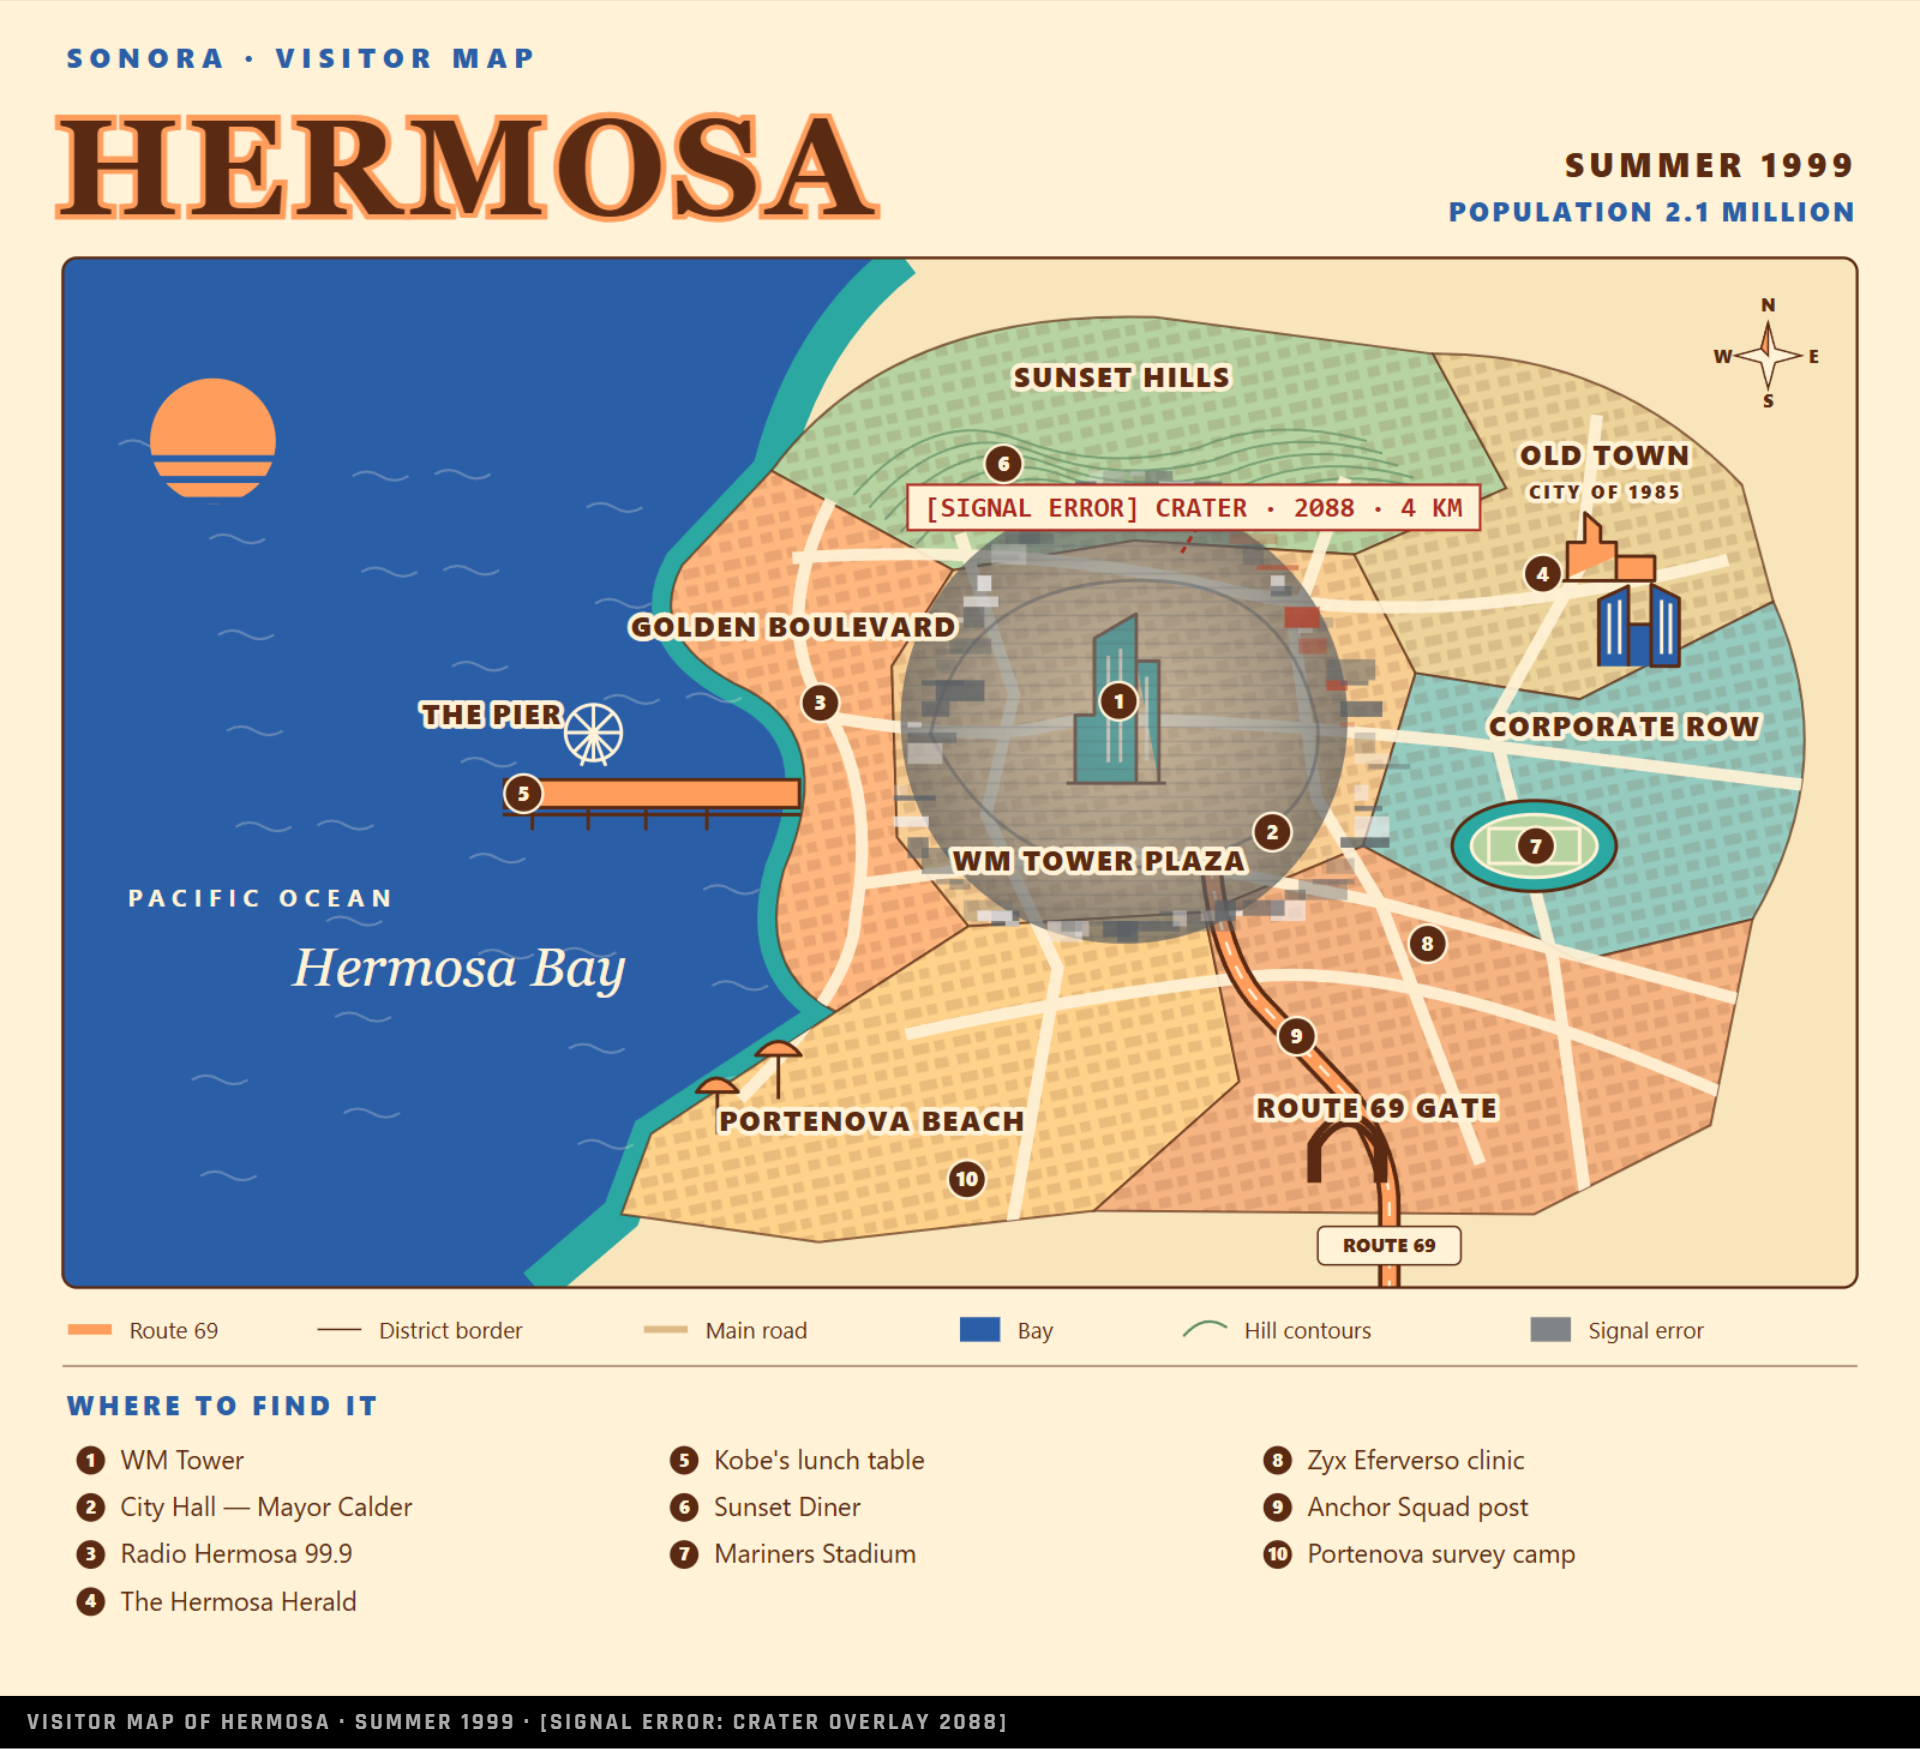 SONORA · VISITOR MAP
HERMOSA
SUMMER 1999
POPULATION 2.1 MILLION
N
W E
S
SUNSET HILLS
OLD TOWN
CITY OF 1985
6
[SIGNAL ERROR] CRATER · 2088 · 4 KM
4
GOLDEN BOULEVARD
3
1
THE PIER
CORPORATE ROW
5
2
7
WM TOWER PLAZA
PACIFIC OCEAN
Hermosa Bay
8
9
ROUTE 69 GATE
PORTENOVA BEACH
10
ROUTE 69
Route 69
District border
Main road
Bay
Hill contours
Signal error
WHERE TO FIND IT
1 WM Tower
2 City Hall — Mayor Calder
3 Radio Hermosa 99.9
4 The Hermosa Herald
5 Kobe's lunch table
6 Sunset Diner
7 Mariners Stadium
8 Zyx Eferverso clinic
9 Anchor Squad post
10 Portenova survey camp
VISITOR MAP OF HERMOSA · SUMMER 1999 · [SIGNAL ERROR: CRATER OVERLAY 2088]